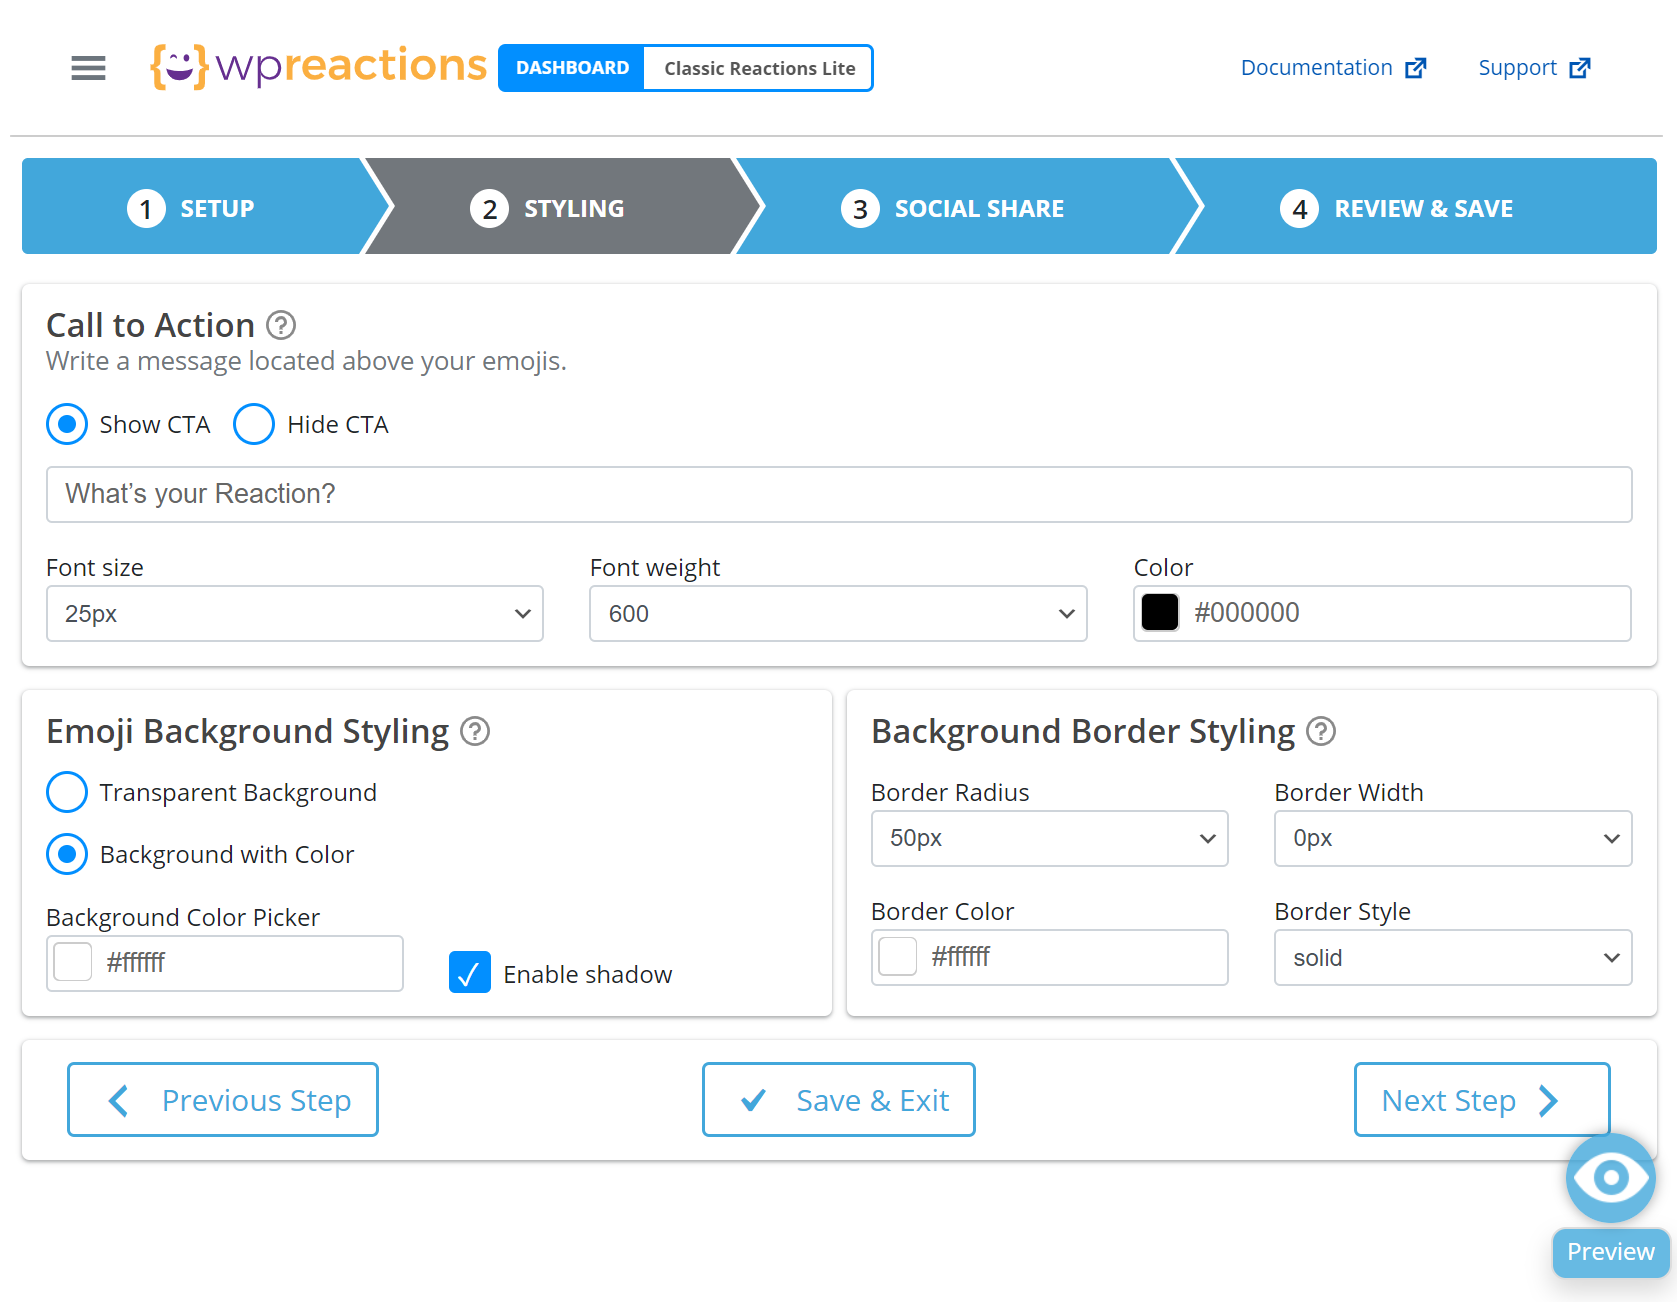 wpreactions DASHBOARD Classic Reactions Lite Documentation Support
1 SETUP 2 STYLING 3 SOCIAL SHARE 4 REVIEW & SAVE
Call to Action ?
Write a message located above your emojis.
Show CTA Hide CTA
What’s your Reaction?
Font size Font weight Color
25px 600 #000000
Emoji Background Styling ?
Transparent Background
Background with Color
Background Color Picker
#ffffff Enable shadow
Background Border Styling ?
Border Radius Border Width
50px 0px
Border Color Border Style
#ffffff solid
Previous Step Save & Exit Next Step
Preview